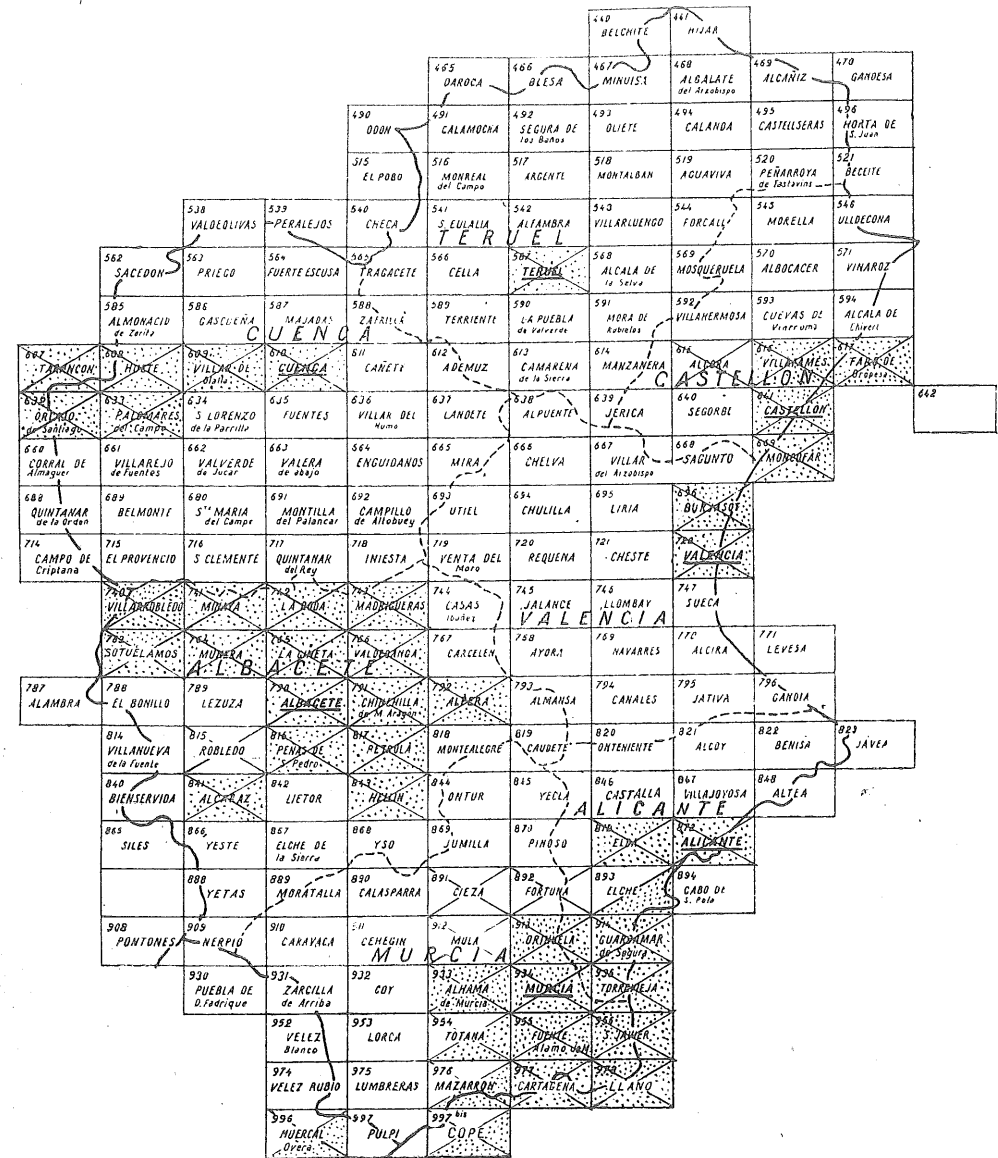 440 441
BELCHITE HIJAR
465 466 467 468 469 470
DAROCA BLESA MINUISA ALBALATE ALCAÑIZ GANDESA
del Arzobispo
490 491 492 493 494 495 496
ODON CALAMOCHA SEGURA DE OLIETE CALANDA CASTELLSERAS HORTA DE
los Baños S. Juan
515 516 517 518 519 520 521
EL POBO MONREAL ARGENTE MONTALBAN AGUAVIVA PEÑARROYA BECEITE
del Campo de Tastavins
538 539 540 541 542 543 544 545 546
VALDEOLIVAS PERALEJOS CHECA S. EULALIA ALFAMBRA VILLARLUENGO FORCALL MORELLA ULLDECONA
TERUEL
562 563 564 565 566 567 568 569 570 571
SACEDON PRIEGO FUERTESCUSA TRAGACETE CELLA TERUEL ALCALA DE MOSQUERUELA ALBOCACER VINAROZ
la Selva
585 586 587 588 589 590 591 592 593 594
ALMONACID GASCUEÑA MAJADAS ZAFRILLA TERRIENTE LA PUEBLA MORA DE VILLAHERMOSA CUEVAS DE ALCALA DE
de Zorita de Valverde Rubielos Vinroma Chivert
CUENCA
607 608 609 610 611 612 613 614 615 616 617
TARANCON HUETE VILLAR DE CUENCA CAÑETE ADEMUZ CAMARENA MANZANERA ALCORA VILLAFAMES FARO DE
Olalla de la Sierra Oropesa
CASTELLON
632 633 634 635 636 637 638 639 640 641 642
PALOMARES S LORENZO FUENTES VILLAR DEL LANDETE ALPUENTE JERICA SEGORBE CASTELLON
de Santiago del Campo de la Parrilla Humo
660 661 662 663 564 665 666 667 668 669
CORRAL DE VILLAREJO VALVERDE VALERA ENGUIDANOS MIRA CHELVA VILLAR SAGUNTO MONCOFAR
Almaguer de Fuentes de Jucar de Abajo del Arzobispo
688 689 680 691 692 693 694 695 696
QUINTANAR BELMONTE Sta MARIA MONTILLA CAMPILLO UTIEL CHULILLA LIRIA BURJASOT
de la Orden del Campo del Palancar de Altobuey
714 715 716 717 718 719 720 721 722
CAMPO DE EL PROVENCIO S CLEMENTE QUINTANAR INIESTA VENTA DEL REQUENA CHESTE VALENCIA
Criptana del Rey Moro
740 741 742 743 744 745 746 747
VILLARROBLEDO MINAYA LA RODA MADRIGUERAS CASAS JALANCE LLOMBAY SUECA
Ibañez
VALENCIA
763 764 765 766 767 768 769 770 771
SOTUELAMOS MUNERA LA GINETA VALDEGANGA CARCELEN AYORA NAVARRES ALCIRA LEVESA
ALBACETE
787 788 789 790 791 792 793 794 795 796
ALAMBRA EL BONILLO LEZUZA ALBACETE CHINCHILLA ALPERA ALMANSA CANALES JATIVA GANDIA
de M Aragon
814 815 816 817 818 819 820 821 822 823
VILLANUEVA ROBLEDO PEÑAS DE PETROLA MONTEALEGRE CAUDETE ONTENIENTE ALCOY BENISA JAVEA
de la Fuente S. Pedro
840 841 842 843 844 845 846 847 848
BIENSERVIDA ALCARAZ LIETOR HELLIN ONTUR YECLA CASTALLA VILLAJOYOSA ALTEA
ALICANTE
865 866 867 868 869 870 871 872
SILES YESTE ELCHE DE YSO JUMILLA PINOSO ELDA ALICANTE
la Sierra
888 889 890 891 892 893 894
YETAS MORATALLA CALASPARRA CIEZA FORTUNA ELCHE CABO DE
S. Pola
908 909 910 911 912 913 914
PONTONES NERPIO CARAVACA CEHEGIN MULA ORIHUELA GUARDAMAR
de Segura
MURCIA
930 931 932 933 934 935
PUEBLA DE ZARCILLA COY ALHAMA MURCIA TORREVIEJA
D. Fadrique de Arriba de Murcia
952 953 954 955 956
VELEZ LORCA TOTANA FUENTE S. JAVIER
Blanco Alamo
974 975 976 977 978
VELEZ RUBIO LUMBRERAS MAZARRON CARTAGENA LLANO
996 997 997 bis
HUERCAL PULPI COPE
Overa